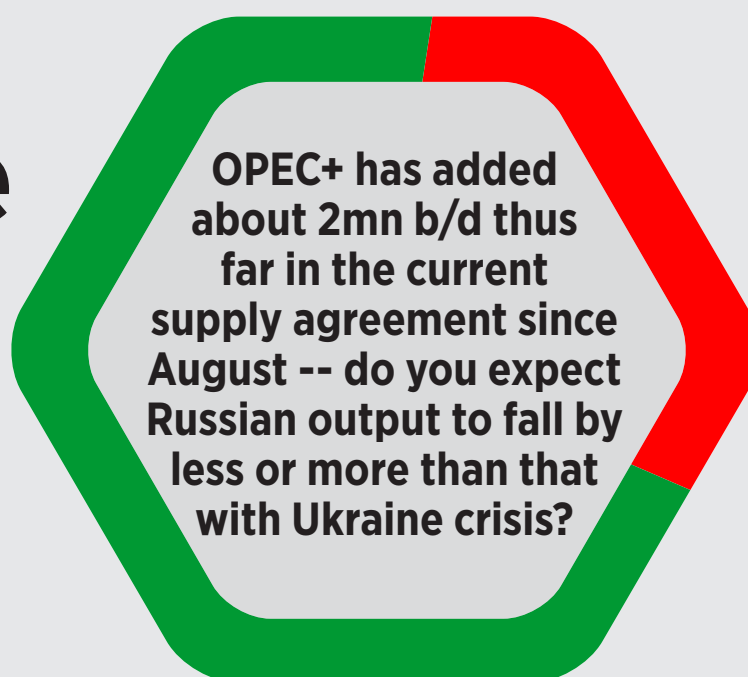 e
OPEC+ has added
about 2mn b/d thus
far in the current
supply agreement since
August -- do you expect
Russian output to fall by
less or more than that
with Ukraine crisis?